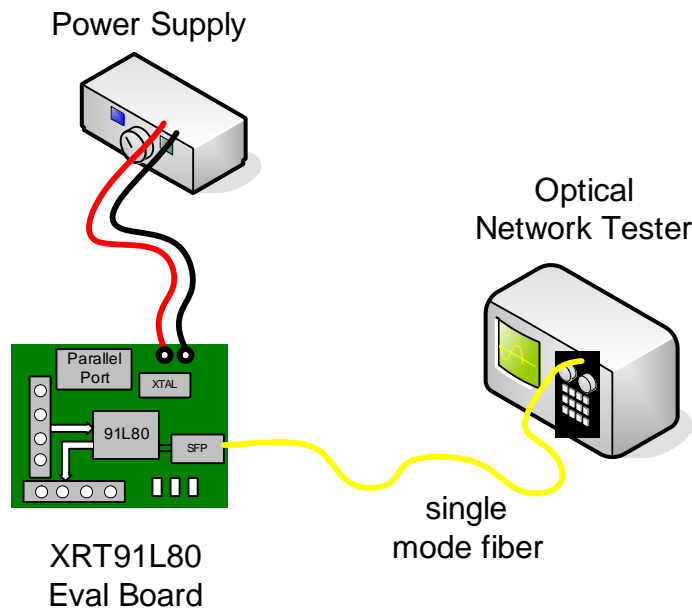 Power Supply
Optical
Network Tester
Parallel
Port
XTAL
91L80
SFP
single
mode fiber
XRT91L80
Eval Board